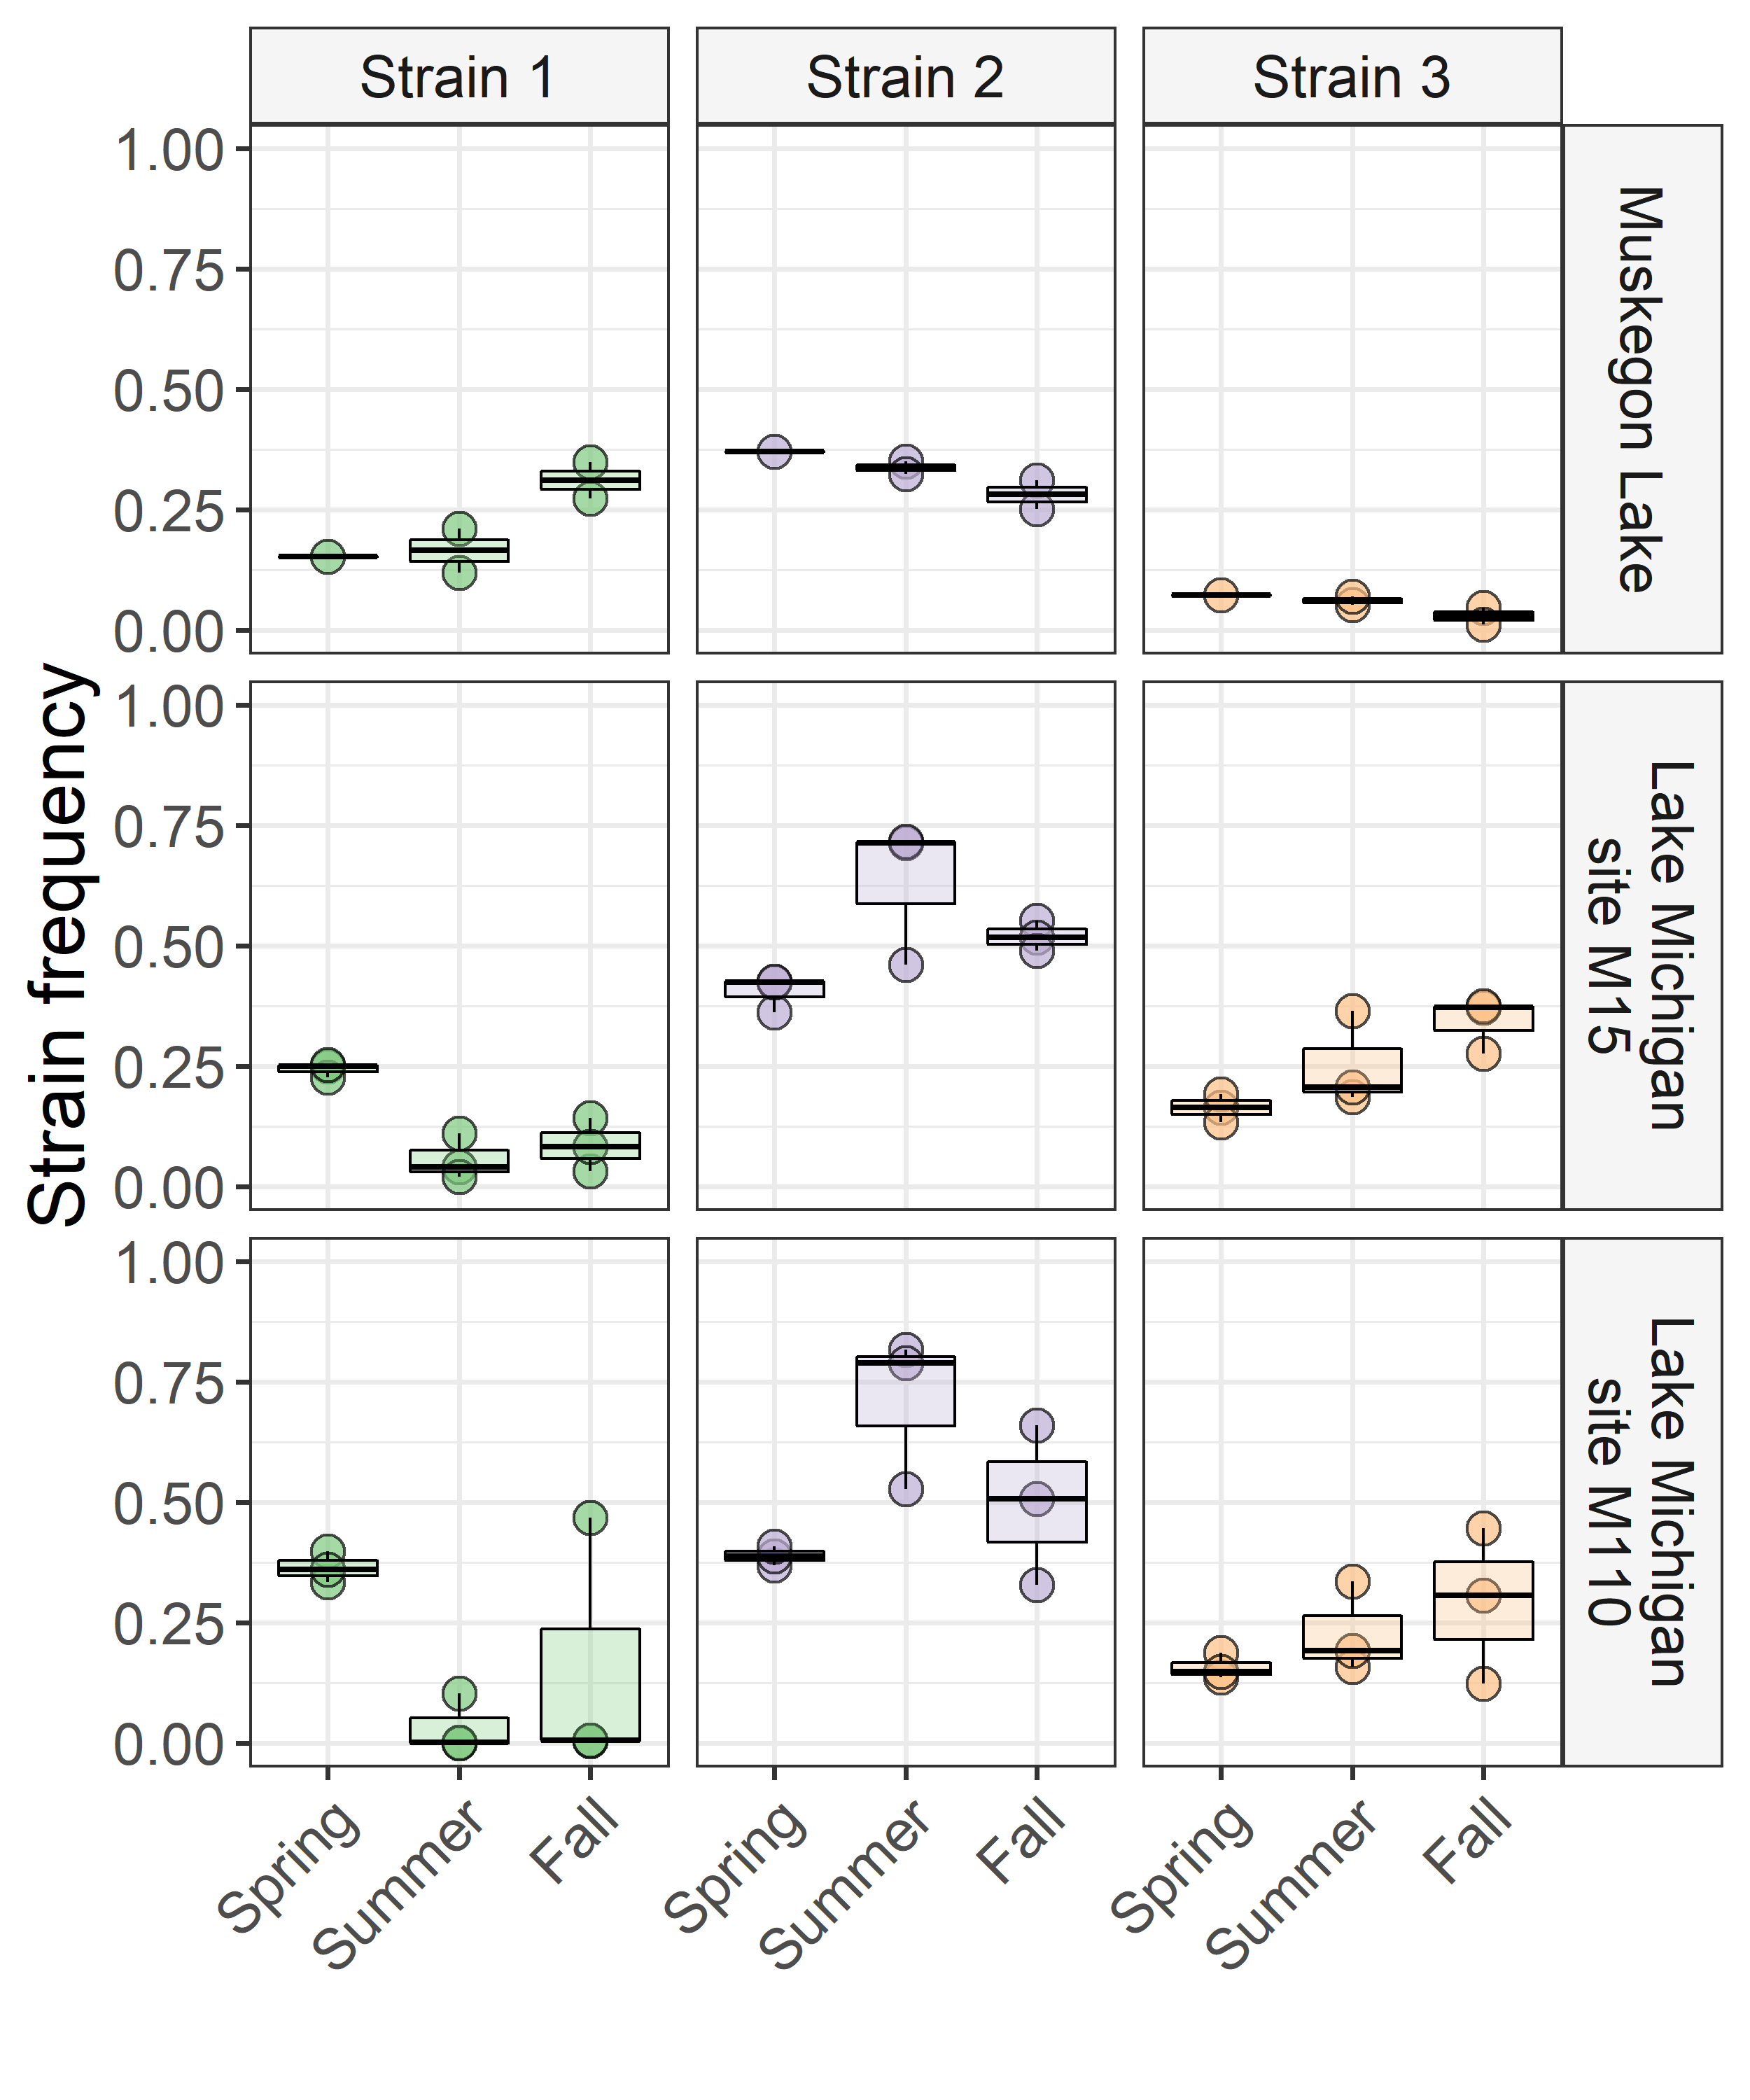 Strain 1
Strain 2
Strain 3
1.00
0.75
0.50
0.25
0.00
Muskegon Lake
Strain frequency
1.00
0.75
0.50
0.25
0.00
Lake Michigan
site M15
1.00
0.75
0.50
0.25
0.00
Lake Michigan
site M110
Spring
Summer
Fall
Spring
Summer
Fall
Spring
Summer
Fall